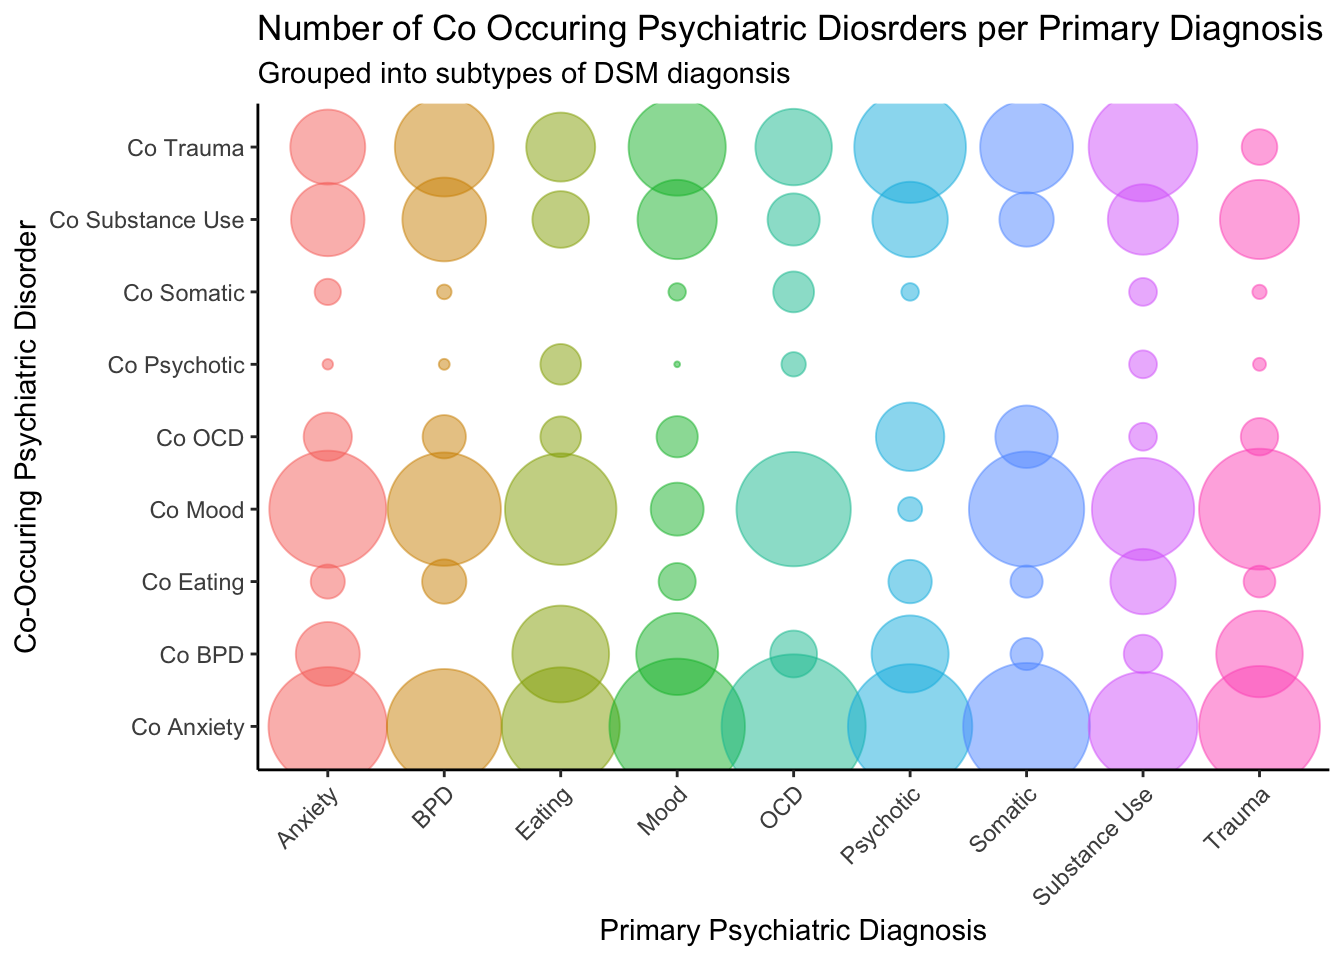 Number of Co Occuring Psychiatric Diosrders per Primary Diagnosis
Grouped into subtypes of DSM diagonsis
Co-Occuring Psychiatric Disorder
Co Trauma
Co Substance Use
Co Somatic
Co Psychotic
Co OCD
Co Mood
Co Eating
Co BPD
Co Anxiety
Anxiety
BPD
Eating
Mood
OCD
Psychotic
Somatic
Substance Use
Trauma
Primary Psychiatric Diagnosis